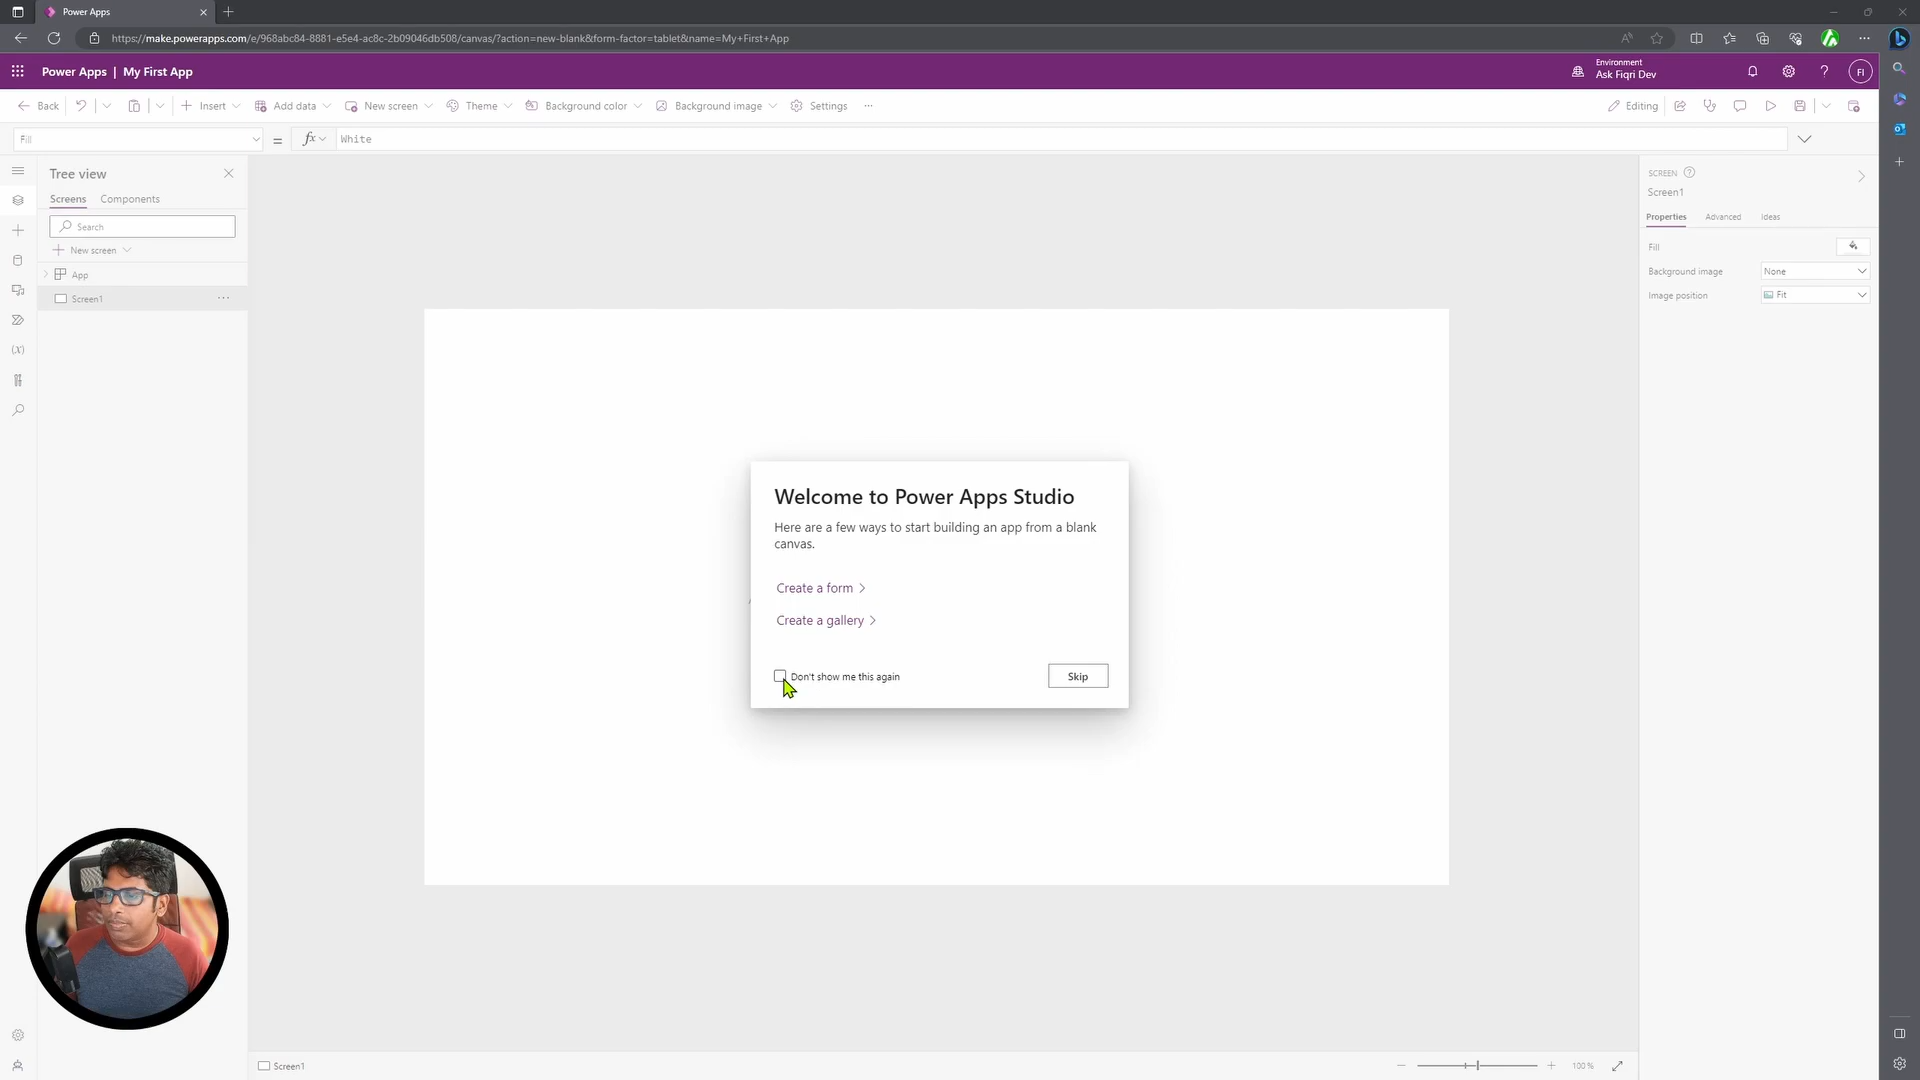 Power Apps
https://make.powerapps.com/e/968abc84-8881-e5e4-ac8c-2b09046db508/canvas/?action=new-blank&form-factor=tablet&name=My+First+App
Power Apps | My First App
Environment
Ask Fiqri Dev
FI
Back
Insert
Add data
New screen
Theme
Background color
Background image
Settings
Editing
Fill
=
fx
White
Tree view
Screens
Components
Search
New screen
App
Screen1
SCREEN
Screen1
Properties
Advanced
Ideas
Fill
Background image
None
Image position
Fit
Welcome to Power Apps Studio
Here are a few ways to start building an app from a blank
canvas.
Create a form
Create a gallery
Don't show me this again
Skip
Screen1
100 %